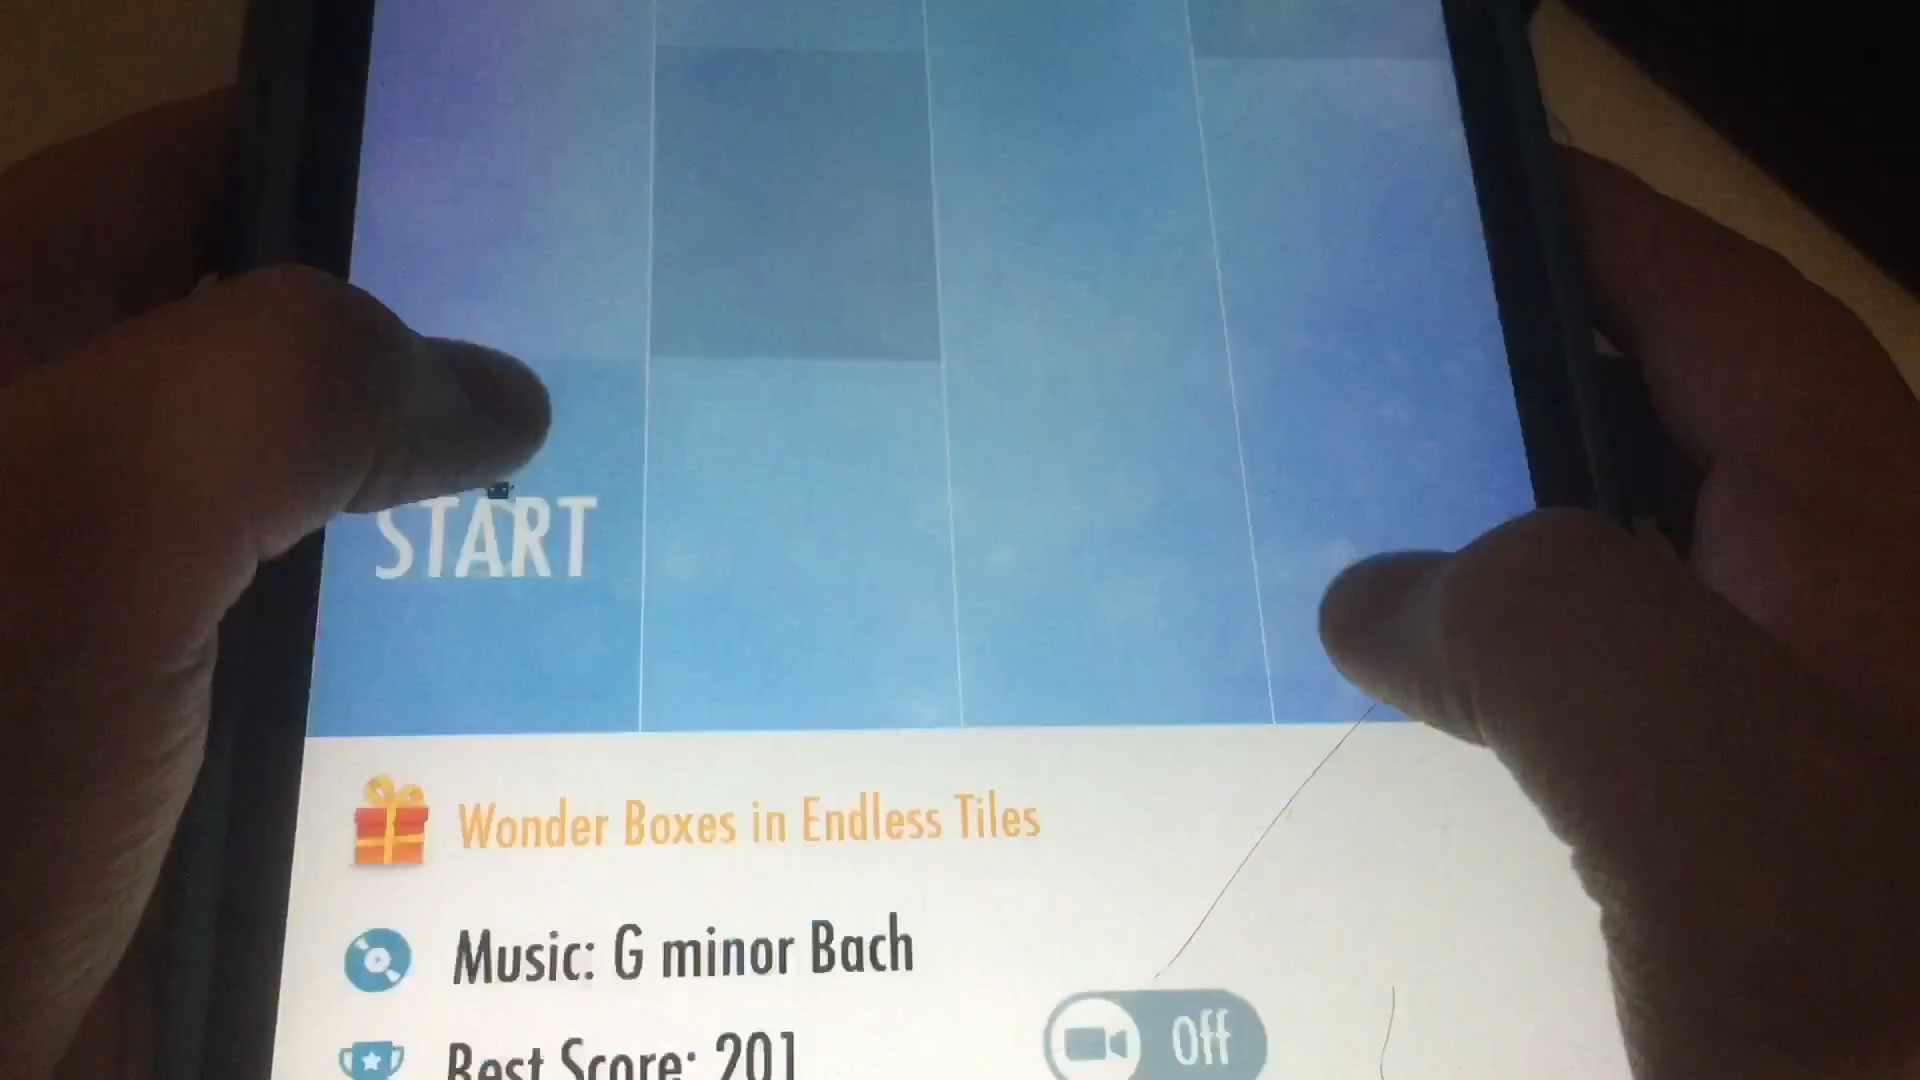 START
Wonder Boxes in Endless Tiles
Music: G minor Bach
Best Score: 201
Off